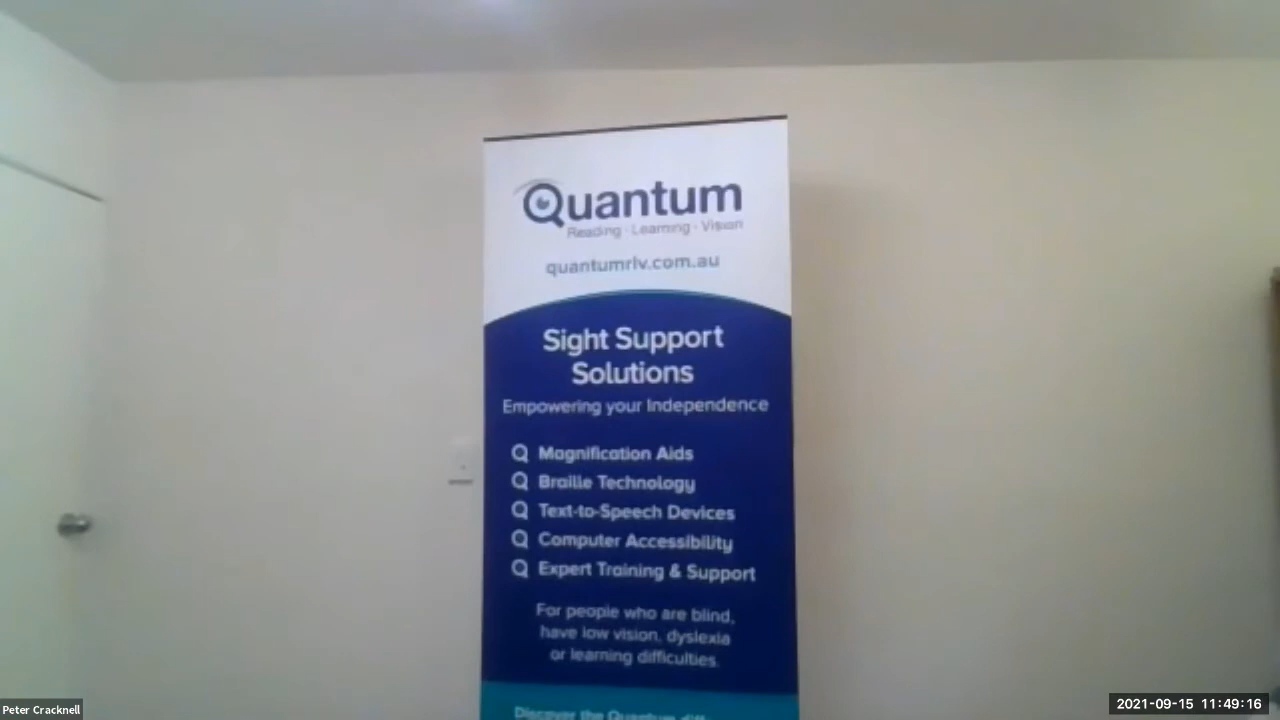 Quantum
Reading · Learning · Vision
quantumrlv.com.au
Sight Support
Solutions
Empowering your Independence
Magnification Aids
Braille Technology
Text-to-Speech Devices
Computer Accessibility
Expert Training & Support
For people who are blind,
have low vision, dyslexia
or learning difficulties.
Discover the Quantum
Peter Cracknell
2021-09-15 11:49:16